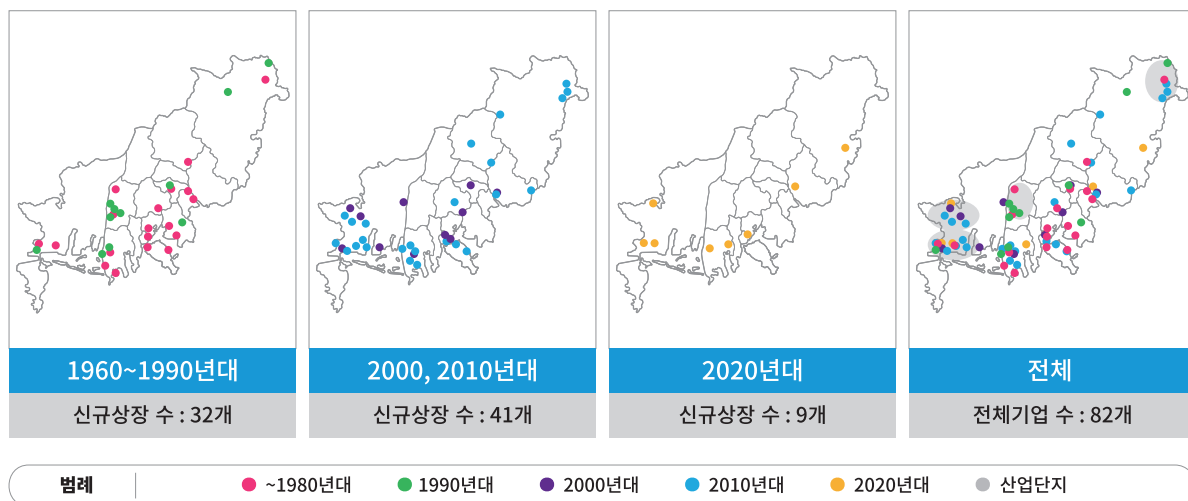 1960~1990년대
2000, 2010년대
2020년대
전체
신규상장 수 : 32개
신규상장 수 : 41개
신규상장 수 : 9개
전체기업 수 : 82개
범례
~1980년대
1990년대
2000년대
2010년대
2020년대
산업단지